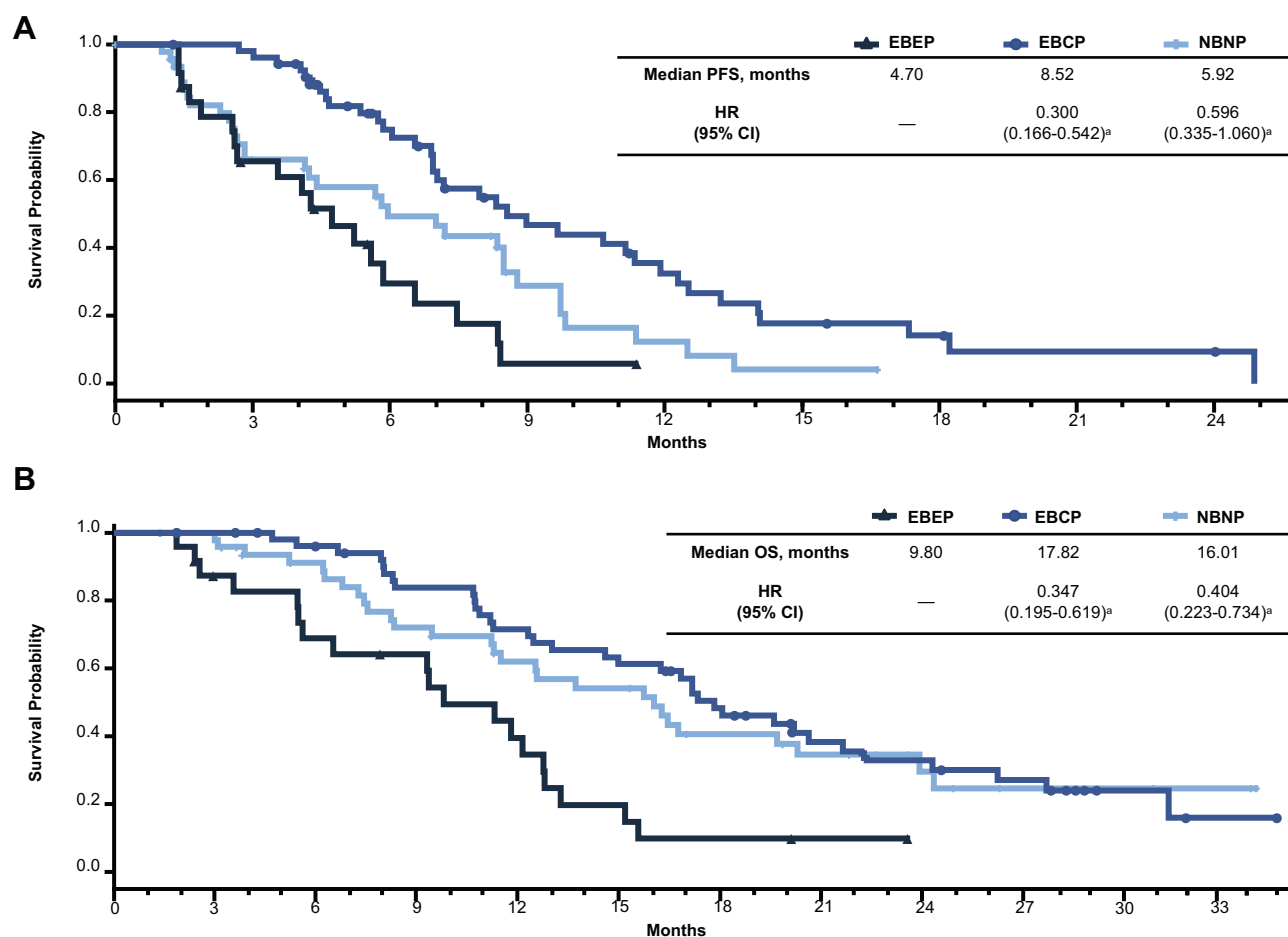 A
EBEP EBCP NBNP
Median PFS, months 4.70 8.52 5.92
HR (95% CI) — 0.300 (0.166-0.542)ᵃ 0.596 (0.335-1.060)ᵃ
Survival Probability
1.0
0.8
0.6
0.4
0.2
0.0
0 3 6 9 12 15 18 21 24
Months
B
EBEP EBCP NBNP
Median OS, months 9.80 17.82 16.01
HR (95% CI) — 0.347 (0.195-0.619)ᵃ 0.404 (0.223-0.734)ᵃ
Survival Probability
1.0
0.8
0.6
0.4
0.2
0.0
0 3 6 9 12 15 18 21 24 27 30 33
Months